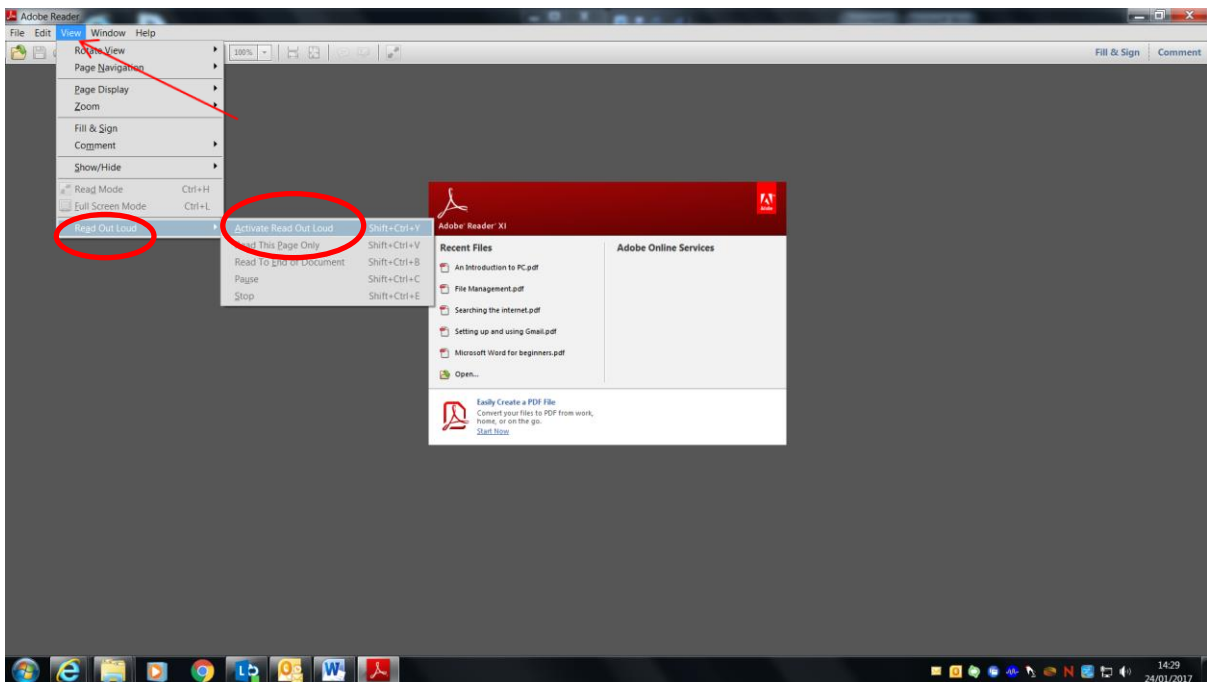 Adobe Reader
File Edit View Window Help
Rotate View
100%
Fill & Sign Comment
Page Navigation
Page Display
Zoom
Fill & Sign
Comment
Show/Hide
Read Mode Ctrl+H
Full Screen Mode Ctrl+L
Read Out Loud
Activate Read Out Loud Shift+Ctrl+Y
Read This Page Only Shift+Ctrl+V
Read To End of Document Shift+Ctrl+B
Pause Shift+Ctrl+C
Stop Shift+Ctrl+E
Adobe
Adobe® Reader® XI
Recent Files
An Introduction to PC.pdf
File Management.pdf
Searching the internet.pdf
Setting up and using Gmail.pdf
Microsoft Word for beginners.pdf
Open...
Adobe Online Services
Easily Create a PDF File
Convert your files to PDF from work,
home, or on the go.
Start Now
14:29
24/01/2017